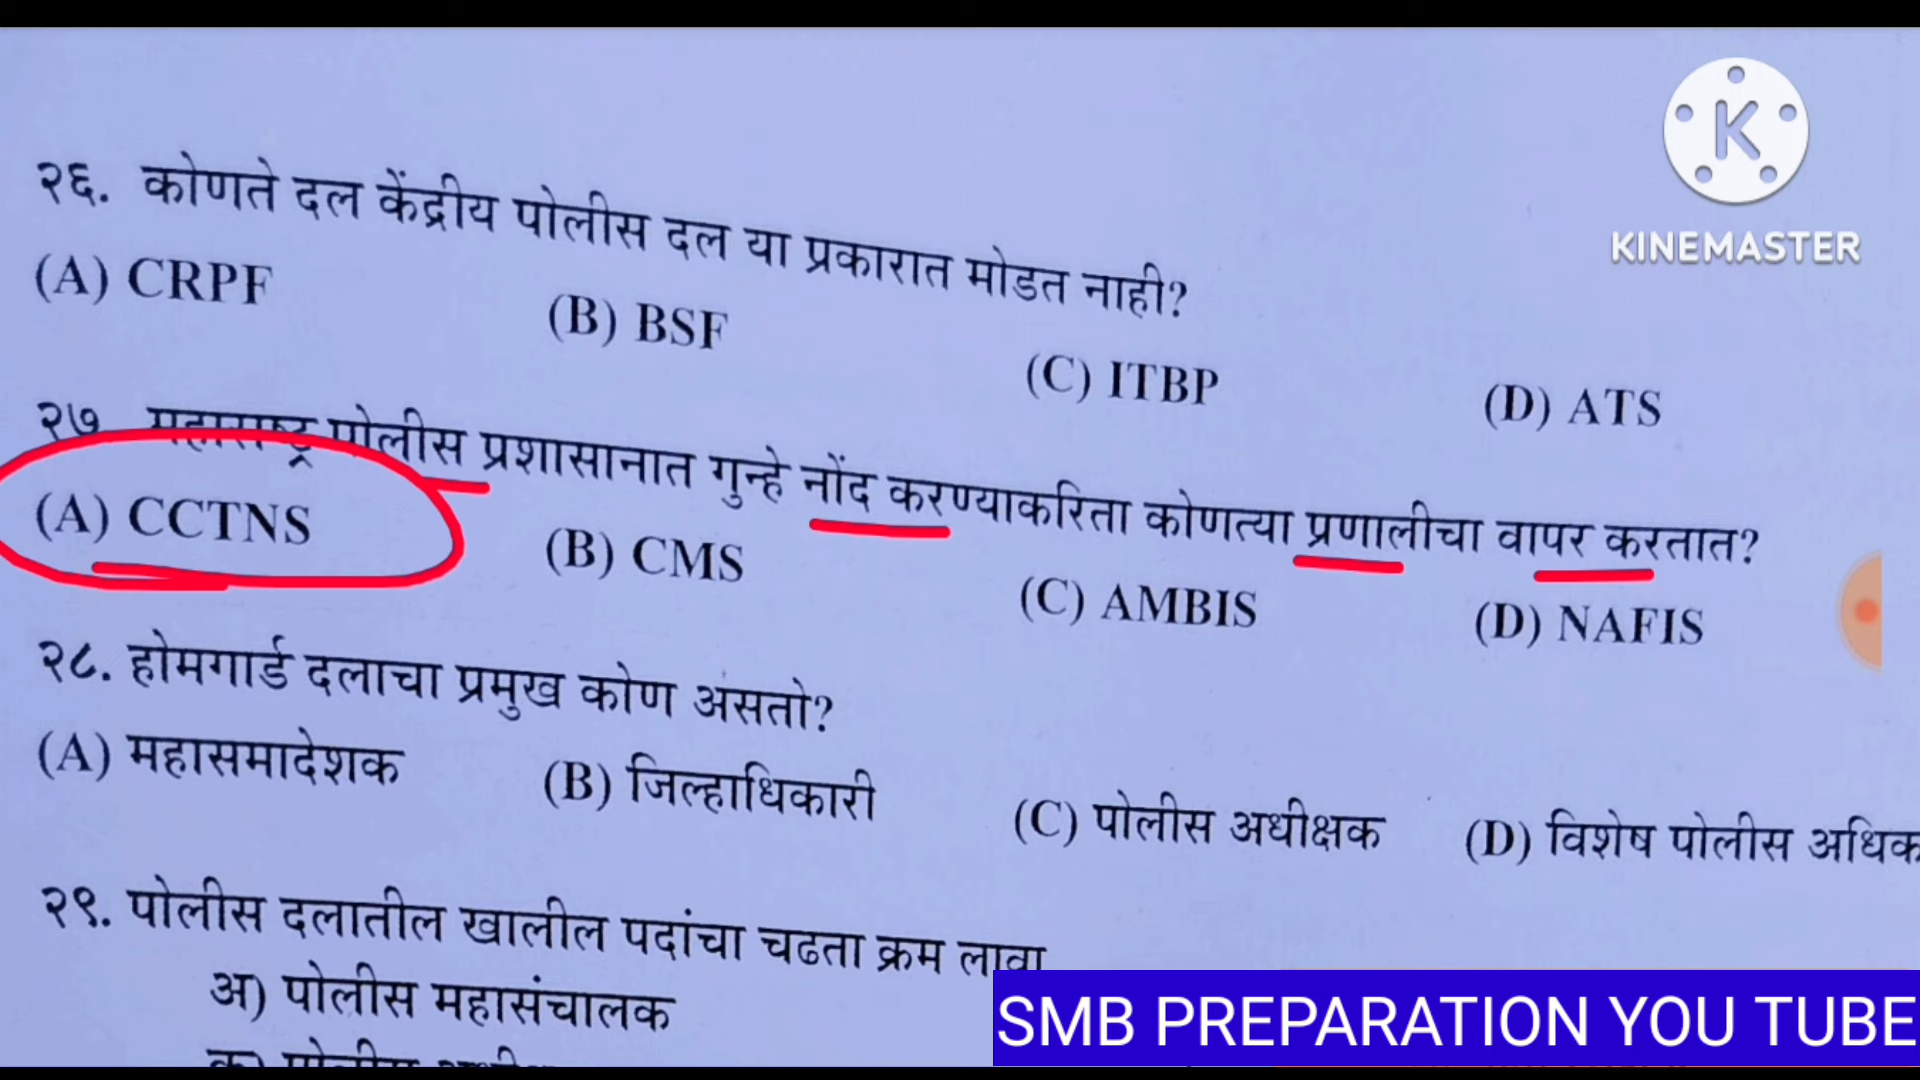 KINEMASTER
२६. कोणते दल केंद्रीय पोलीस दल या प्रकारात मोडत नाही?
(A) CRPF (B) BSF (C) ITBP (D) ATS
२७ महाराष्ट्र पोलीस प्रशासानात गुन्हे नोंद करण्याकरिता कोणत्या प्रणालीचा वापर करतात?
(A) CCTNS (B) CMS (C) AMBIS (D) NAFIS
२८. होमगार्ड दलाचा प्रमुख कोण असतो?
(A) महासमादेशक (B) जिल्हाधिकारी (C) पोलीस अधीक्षक (D) विशेष पोलीस अधिक
२९. पोलीस दलातील खालील पदांचा चढता क्रम लावा
अ) पोलीस महासंचालक
SMB PREPARATION YOU TUBE